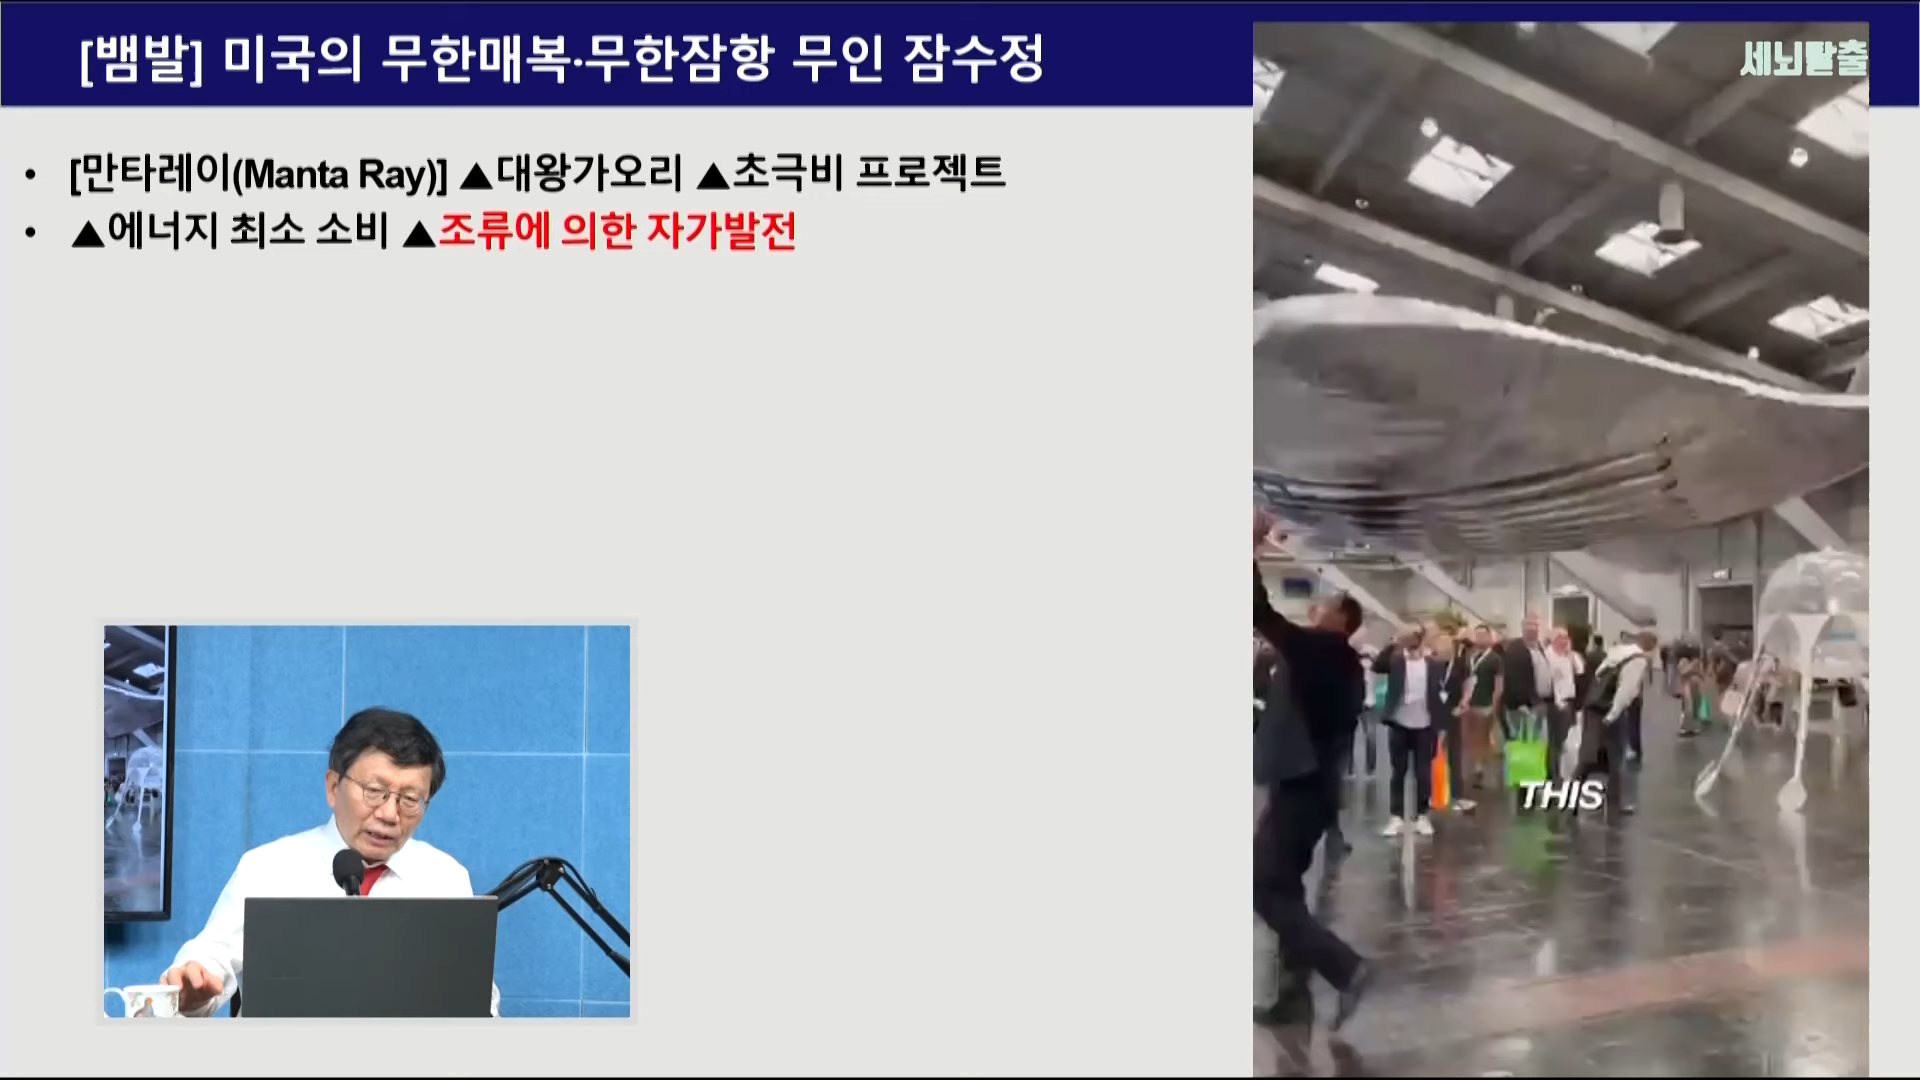 [뱀발] 미국의 무한매복·무한잠항 무인 잠수정
세뇌탈출
• [만타레이(Manta Ray)] ▲대왕가오리 ▲초극비 프로젝트
• ▲에너지 최소 소비 ▲조류에 의한 자가발전
THIS